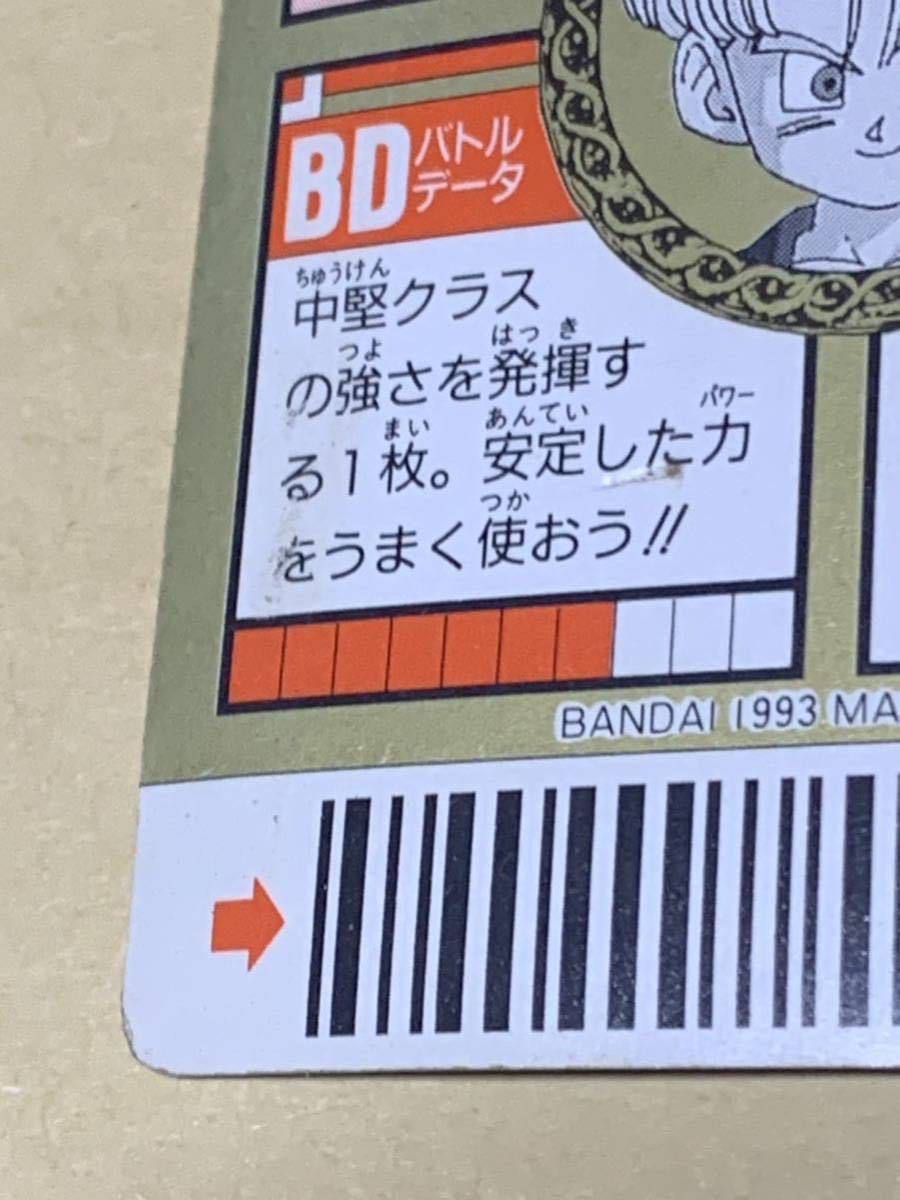 BDバトル
データ
ちゅうけん
中堅クラス
つよ はっき
の強さを発揮す
まい あんてい パワー
る1枚。安定した力
つか
をうまく使おう!!
BANDAI 1993 MA